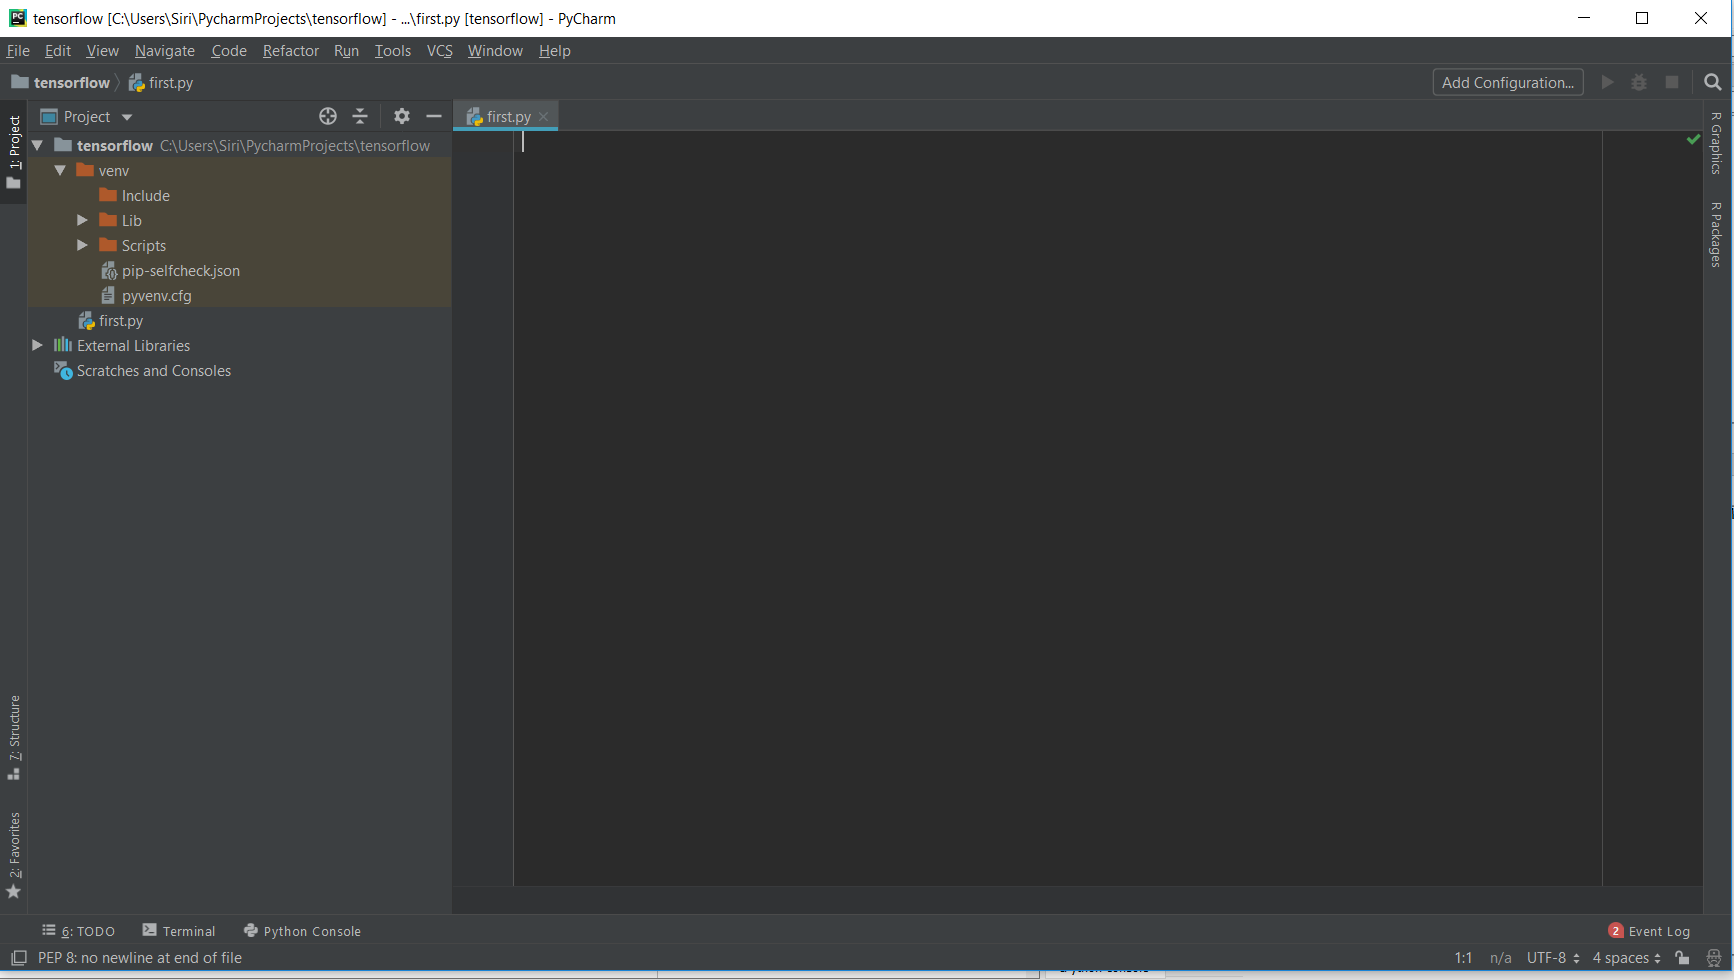 tensorflow [C:\Users\Siri\PycharmProjects\tensorflow] - ...\first.py [tensorflow] - PyCharm
File Edit View Navigate Code Refactor Run Tools VCS Window Help
tensorflow first.py Add Configuration...
1: Project
Project
first.py
tensorflow C:\Users\Siri\PycharmProjects\tensorflow
venv
Include
Lib
Scripts
pip-selfcheck.json
pyvenv.cfg
first.py
External Libraries
Scratches and Consoles
R Graphics
R Packages
7: Structure
2: Favorites
6: TODO Terminal Python Console 2 Event Log
PEP 8: no newline at end of file 1:1 n/a UTF-8 4 spaces